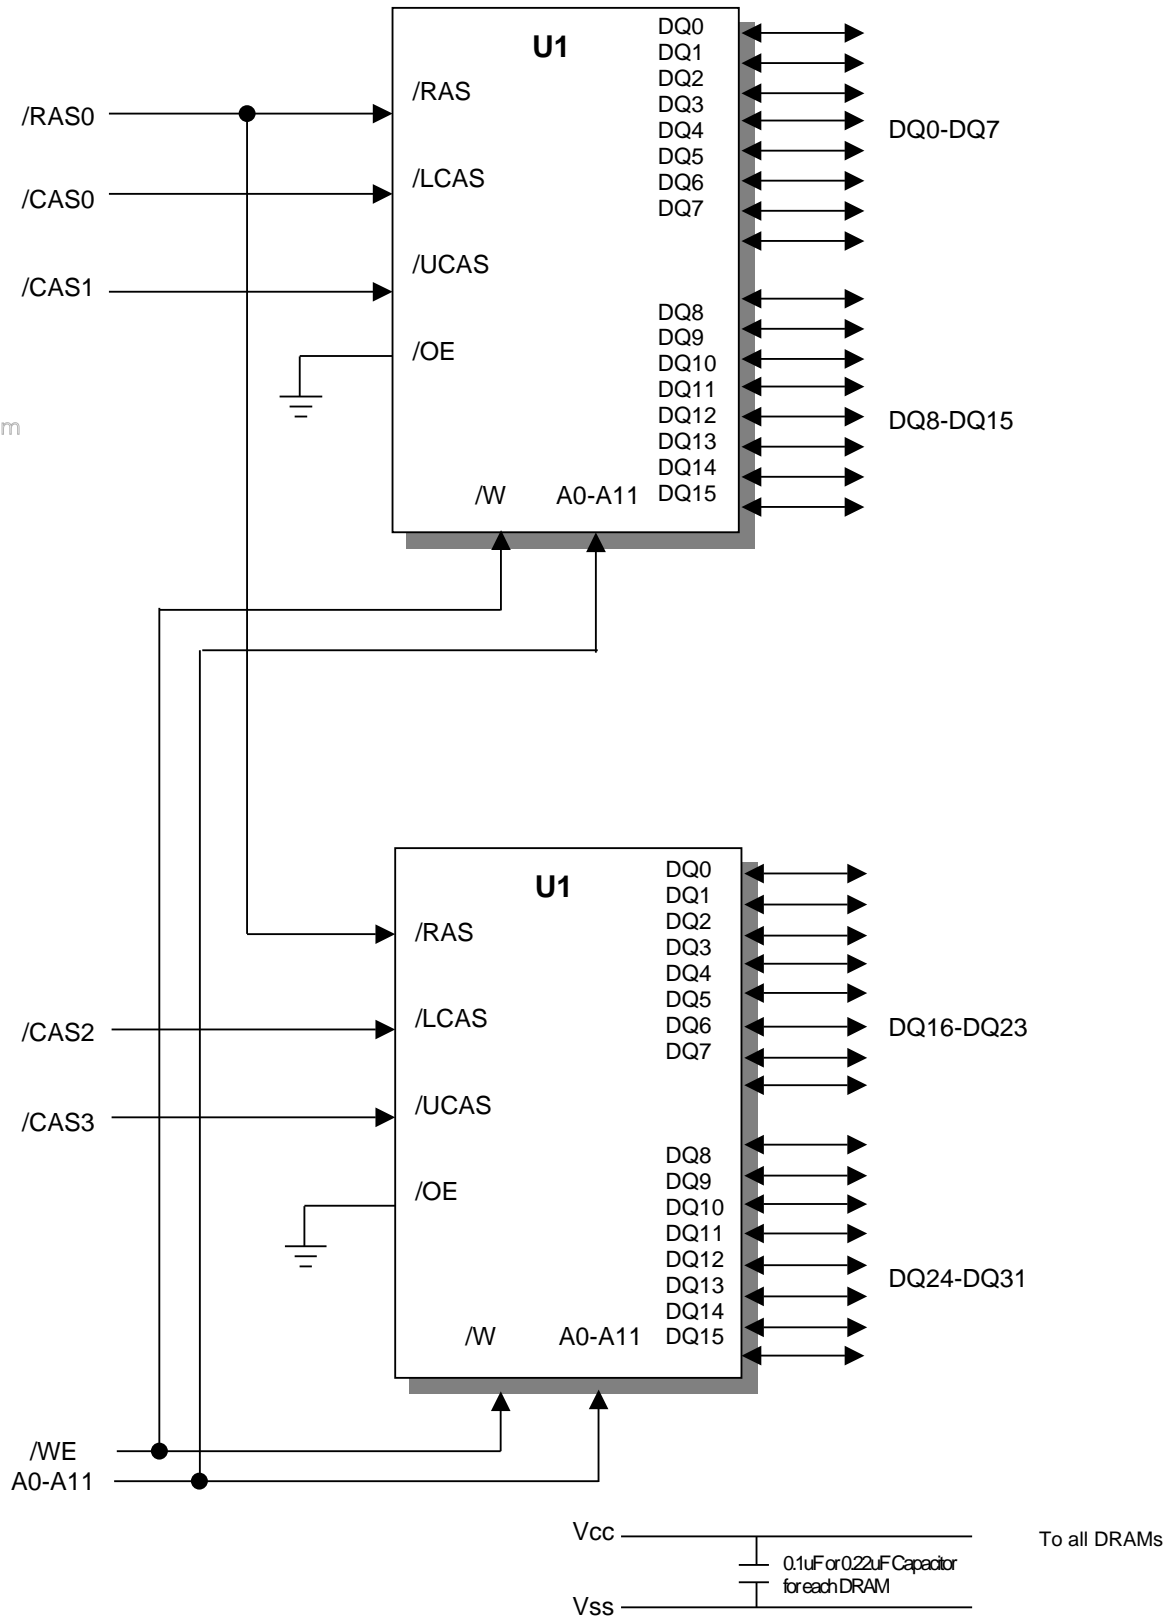 U1
DQ0
DQ1
DQ2
DQ3
DQ4
DQ5
DQ6
DQ7
/RAS0
/RAS
DQ0-DQ7
/CAS0
/LCAS
/CAS1
/UCAS
/OE
DQ8
DQ9
DQ10
DQ11
DQ12
DQ13
DQ14
DQ15
DQ8-DQ15
m
/W
A0-A11
U1
DQ0
DQ1
DQ2
DQ3
DQ4
DQ5
DQ6
DQ7
/RAS
/CAS2
/LCAS
DQ16-DQ23
/CAS3
/UCAS
/OE
DQ8
DQ9
DQ10
DQ11
DQ12
DQ13
DQ14
DQ15
DQ24-DQ31
/W
A0-A11
/WE
A0-A11
Vcc
To all DRAMs
0.1uF or 0.22uF Capacitor
for each DRAM
Vss